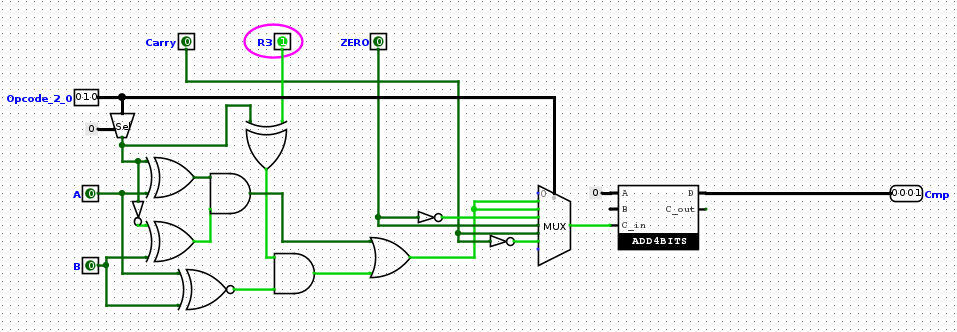 Carry 0
R3 1
ZERO 0
Opcode_2_0 010
0 Sel
A 0
B 0
0
MUX
0 A D
B C_out
C_in
ADD4BITS
0001 Cmp